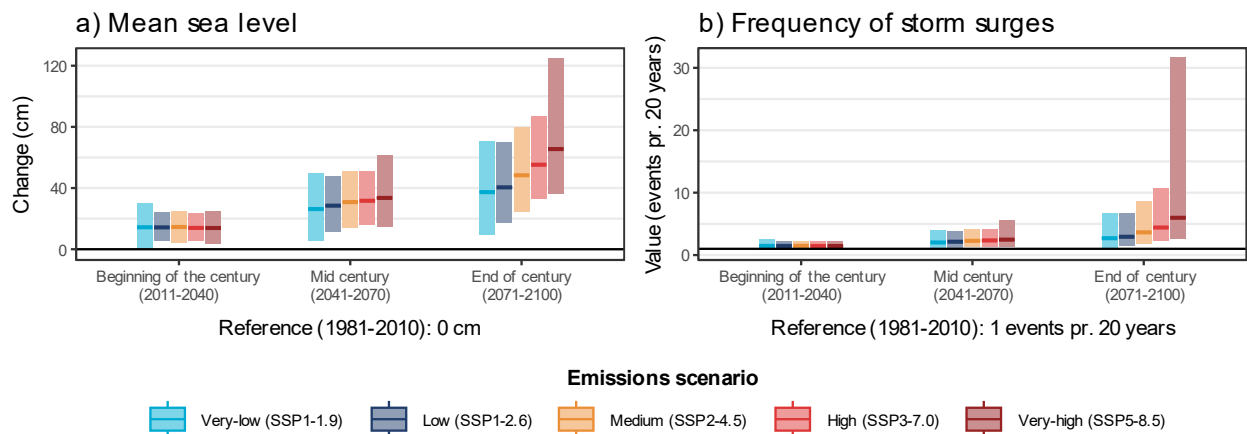 a) Mean sea level
Change (cm)
120
80
40
0
Beginning of the century
(2011-2040)
Mid century
(2041-2070)
End of century
(2071-2100)
Reference (1981-2010): 0 cm
b) Frequency of storm surges
Value (events pr. 20 years)
30
20
10
0
Beginning of the century
(2011-2040)
Mid century
(2041-2070)
End of century
(2071-2100)
Reference (1981-2010): 1 events pr. 20 years
Emissions scenario
Very-low (SSP1-1.9)
Low (SSP1-2.6)
Medium (SSP2-4.5)
High (SSP3-7.0)
Very-high (SSP5-8.5)